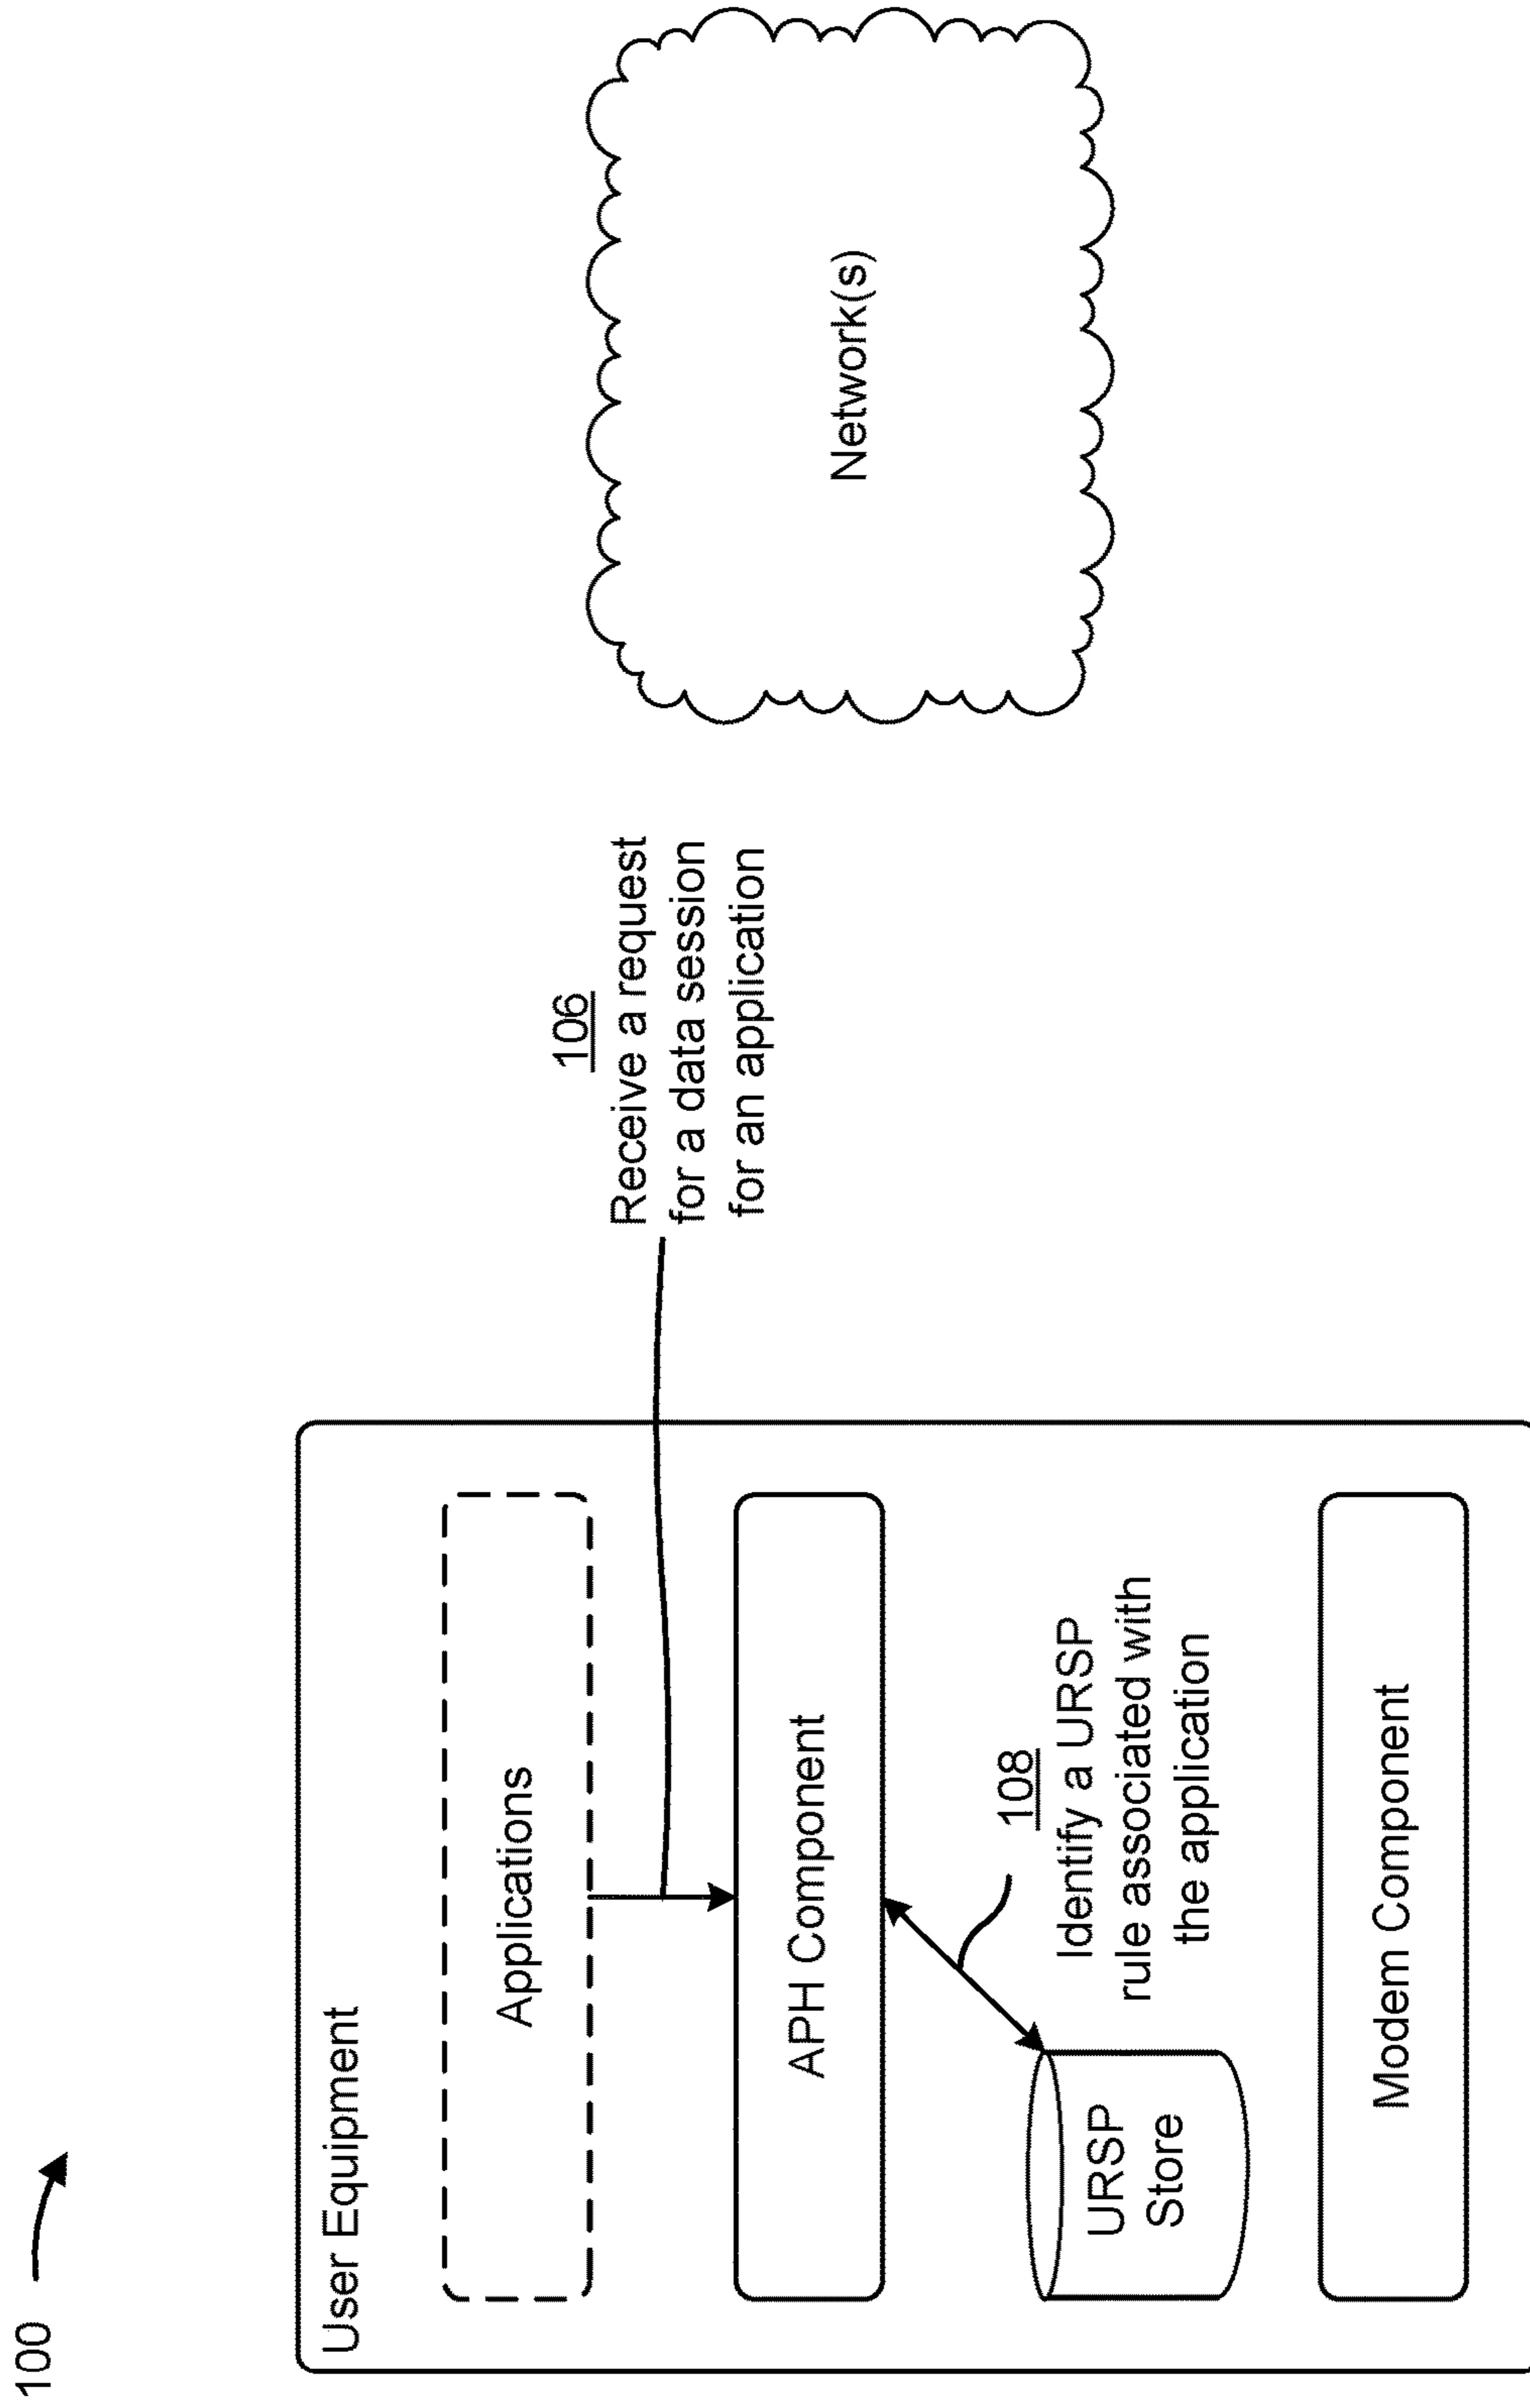 100
User Equipment
Applications
106
Receive a request
for a data session
for an application
Network(s)
APH Component
108
Identify a URSP
rule associated with
the application
URSP
Store
Modem Component